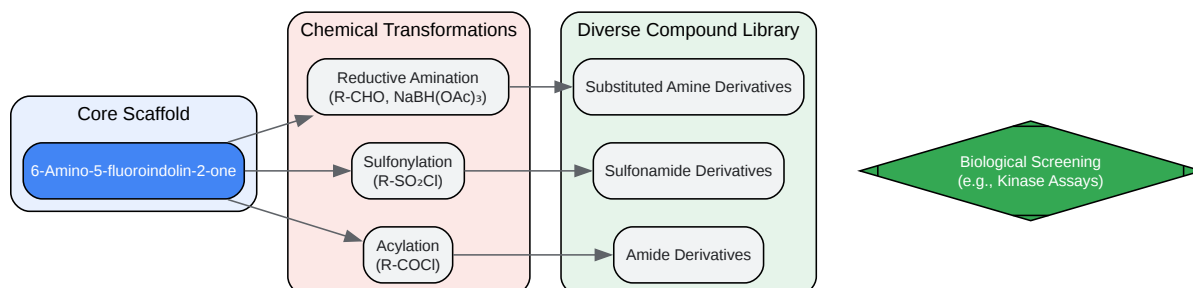 Core Scaffold
6-Amino-5-fluoroindolin-2-one
Chemical Transformations
Reductive Amination
(R-CHO, NaBH(OAc)₃)
Sulfonylation
(R-SO₂Cl)
Acylation
(R-COCl)
Diverse Compound Library
Substituted Amine Derivatives
Sulfonamide Derivatives
Amide Derivatives
Biological Screening
(e.g., Kinase Assays)